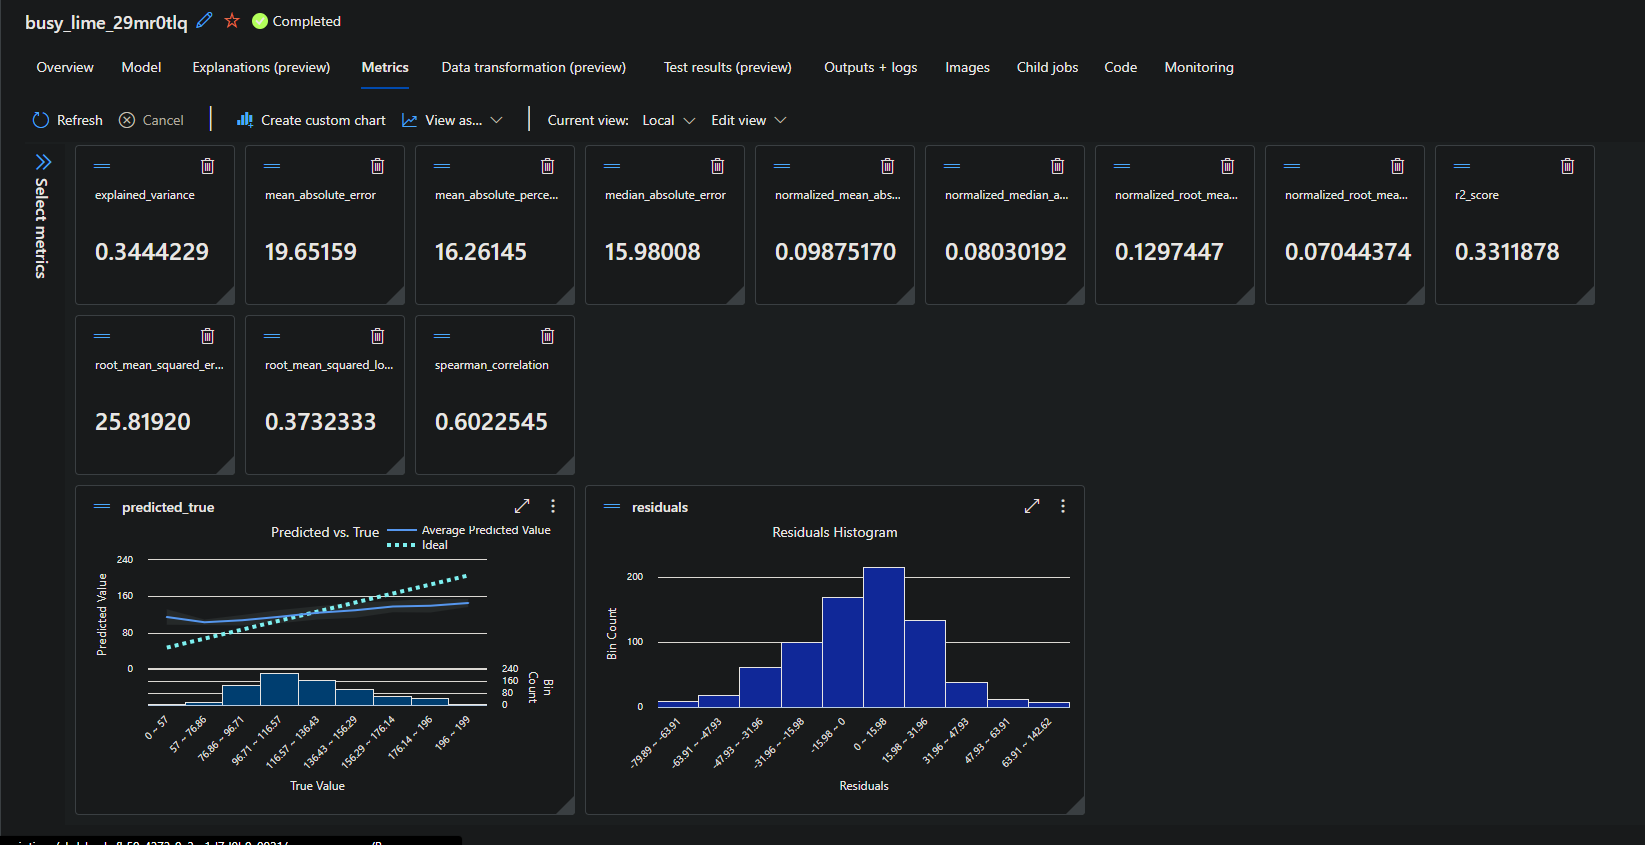 busy_lime_29mr0tlq Completed
Overview Model Explanations (preview) Metrics Data transformation (preview) Test results (preview) Outputs + logs Images Child jobs Code Monitoring
Refresh Cancel Create custom chart View as... Current view: Local Edit view
Select metrics
explained_variance
0.3444229
mean_absolute_error
19.65159
mean_absolute_perce...
16.26145
median_absolute_error
15.98008
normalized_mean_abs...
0.09875170
normalized_median_a...
0.08030192
normalized_root_mea...
0.1297447
normalized_root_mea...
0.07044374
r2_score
0.3311878
root_mean_squared_er...
25.81920
root_mean_squared_lo...
0.3732333
spearman_correlation
0.6022545
predicted_true
Predicted vs. True
Average Predicted Value
Ideal
Predicted Value
240
160
80
0
240
160
80
0
Bin
Count
0 ~ 57
57 ~ 76.86
76.86 ~ 96.71
96.71 ~ 116.57
116.57 ~ 136.43
136.43 ~ 156.29
156.29 ~ 176.14
176.14 ~ 196
196 ~ 199
True Value
residuals
Residuals Histogram
Bin Count
200
100
0
-79.89 ~ -63.91
-63.91 ~ -47.93
-47.93 ~ -31.96
-31.96 ~ -15.98
-15.98 ~ 0
0 ~ 15.98
15.98 ~ 31.96
31.96 ~ 47.93
47.93 ~ 63.91
63.91 ~ 142.62
Residuals